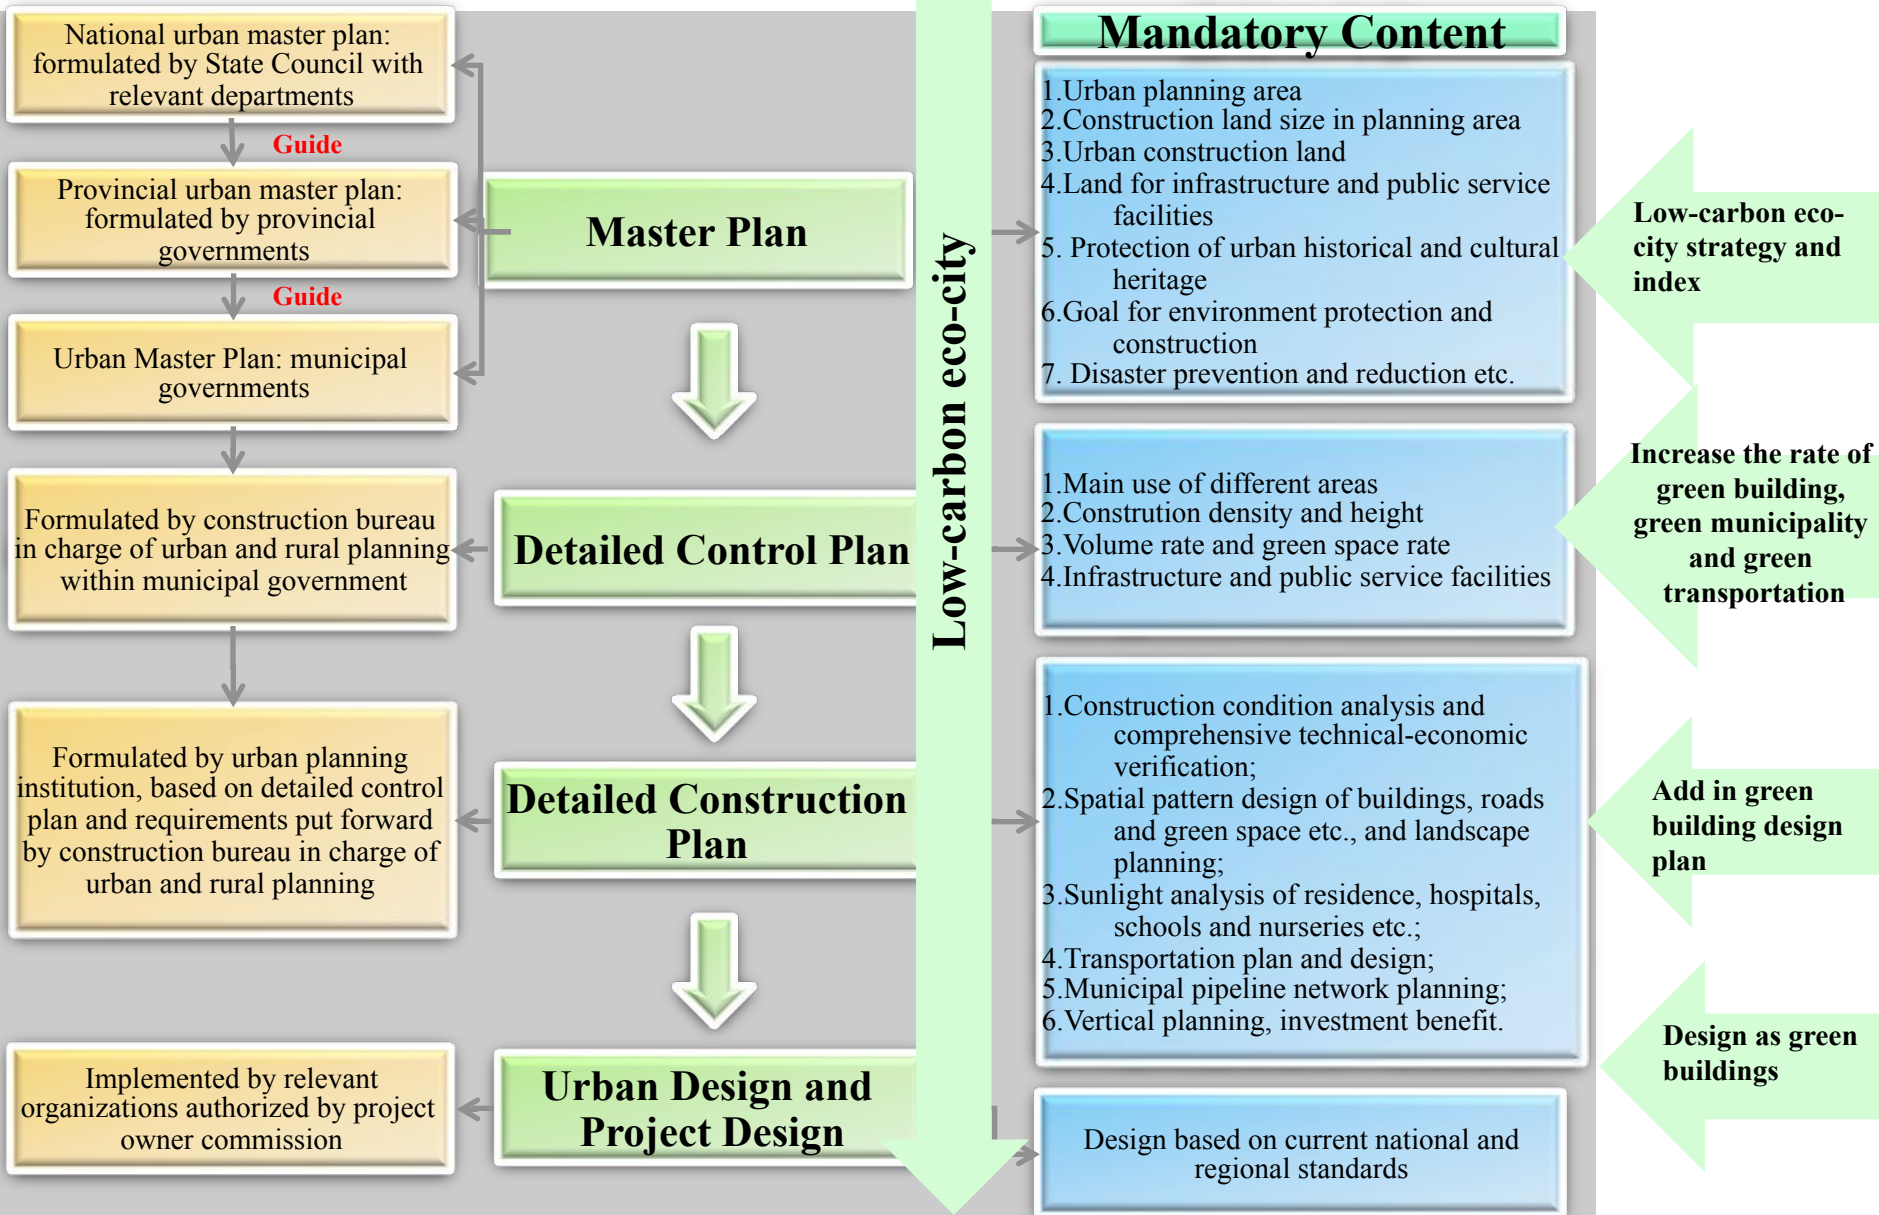 National urban master plan:
formulated by State Council with
relevant departments
Guide
Provincial urban master plan:
formulated by provincial
governments
Guide
Urban Master Plan: municipal
governments
Formulated by construction bureau
in charge of urban and rural planning
within municipal government
Formulated by urban planning
institution, based on detailed control
plan and requirements put forward
by construction bureau in charge of
urban and rural planning
Implemented by relevant
organizations authorized by project
owner commission
Master Plan
Detailed Control Plan
Detailed Construction
Plan
Urban Design and
Project Design
Low-carbon eco-city
Mandatory Content
1.Urban planning area
2.Construction land size in planning area
3.Urban construction land
4.Land for infrastructure and public service
facilities
5. Protection of urban historical and cultural
heritage
6.Goal for environment protection and
construction
7. Disaster prevention and reduction etc.
1.Main use of different areas
2.Constrution density and height
3.Volume rate and green space rate
4.Infrastructure and public service facilities
1.Construction condition analysis and
comprehensive technical-economic
verification;
2.Spatial pattern design of buildings, roads
and green space etc., and landscape
planning;
3.Sunlight analysis of residence, hospitals,
schools and nurseries etc.;
4.Transportation plan and design;
5.Municipal pipeline network planning;
6.Vertical planning, investment benefit.
Design based on current national and
regional standards
Low-carbon eco-
city strategy and
index
Increase the rate of
green building,
green municipality
and green
transportation
Add in green
building design
plan
Design as green
buildings